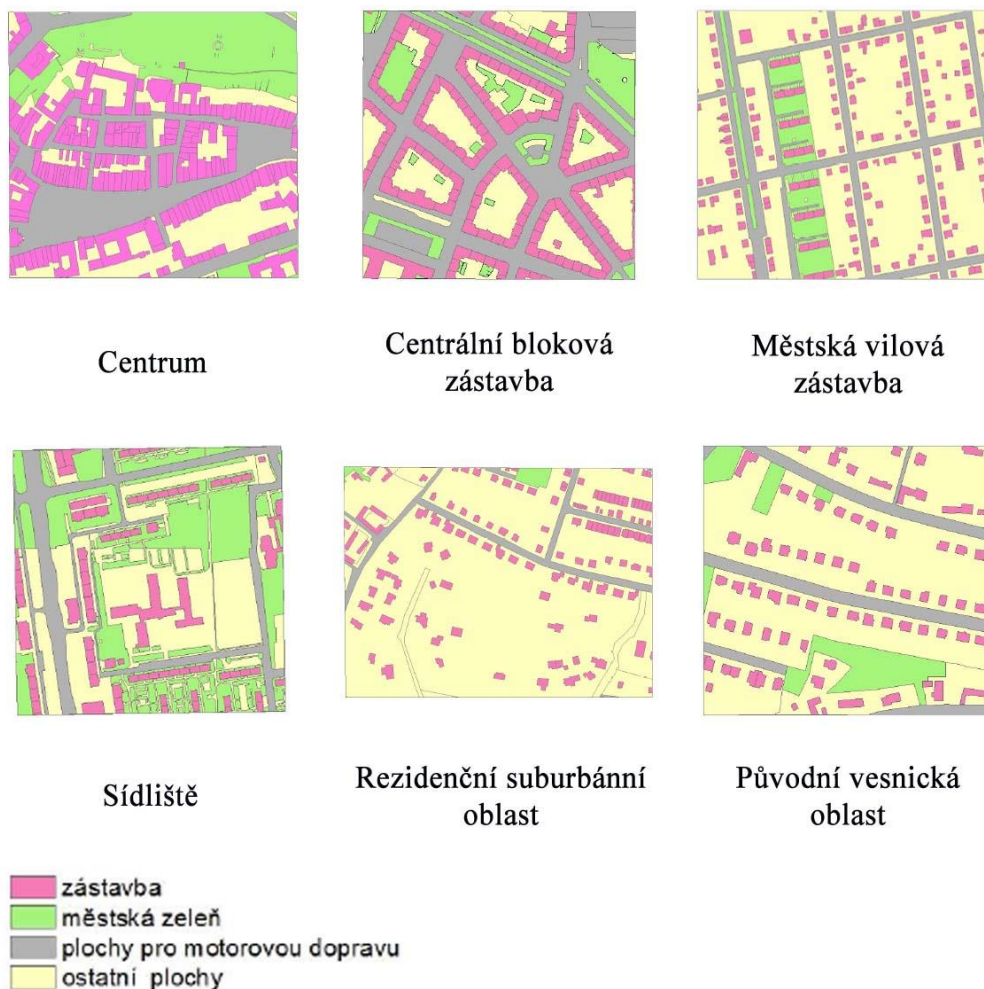 Centrum
Centrální bloková
zástavba
Městská vilová
zástavba
Sídliště
Rezidenční suburbánní
oblast
Původní vesnická
oblast
zástavba
městská zeleň
plochy pro motorovou dopravu
ostatní plochy